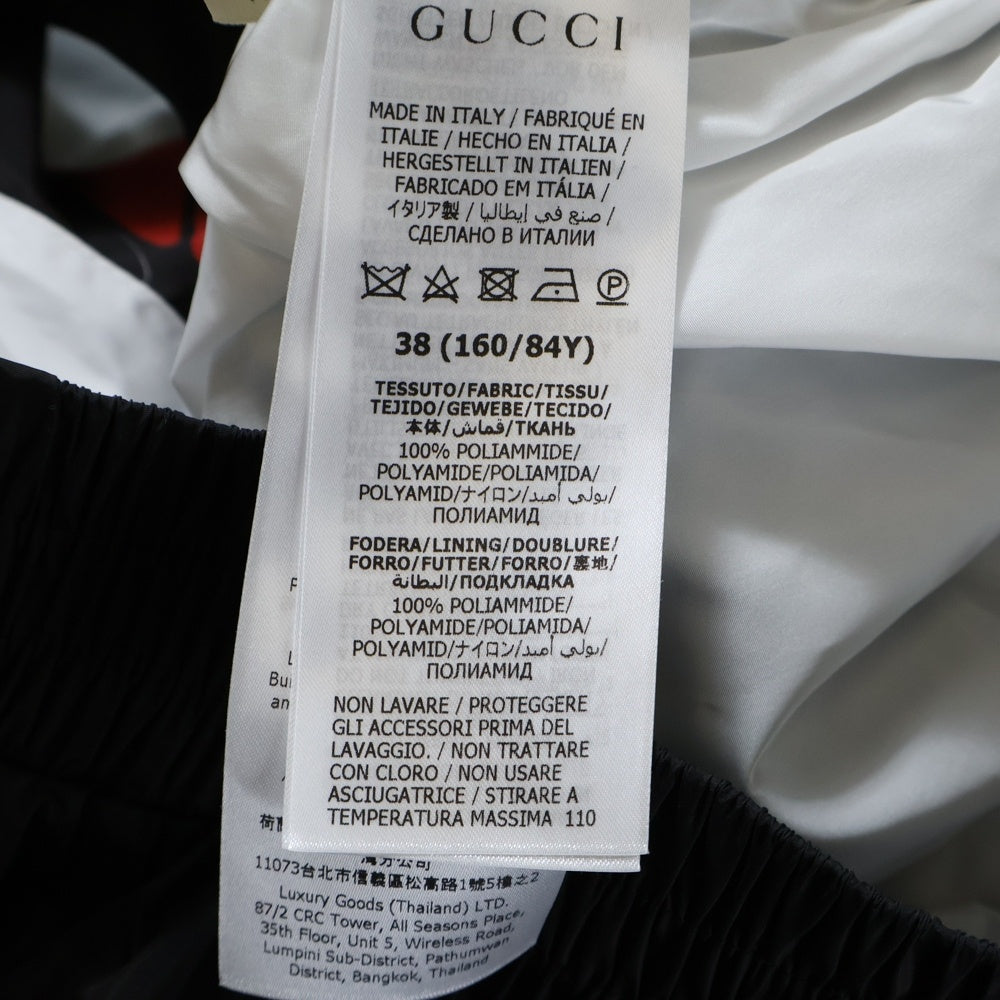 GUCCI
MADE IN ITALY / FABRIQUÉ EN
ITALIE / HECHO EN ITALIA /
HERGESTELLT IN ITALIEN /
FABRICADO EM ITÁLIA /
イタリア製 / صنع في إيطاليا /
СДЕЛАНО В ИТАЛИИ
P
38 (160/84Y)
TESSUTO/FABRIC/TISSU/
TEJIDO/GEWEBE/TECIDO/
本体/قماش/ТКАНЬ
100% POLIAMMIDE/
POLYAMIDE/POLIAMIDA/
POLYAMID/ナイロン/بولي أميد/
ПОЛИАМИД
FODERA/LINING/DOUBLURE/
FORRO/FUTTER/FORRO/裏地/
البطانة/ПОДКЛАДКА
100% POLIAMMIDE/
POLYAMIDE/POLIAMIDA/
POLYAMID/ナイロン/بولي أميد/
ПОЛИАМИД
NON LAVARE / PROTEGGERE
GLI ACCESSORI PRIMA DEL
LAVAGGIO. / NON TRATTARE
CON CLORO / NON USARE
ASCIUGATRICE / STIRARE A
TEMPERATURA MASSIMA 110
11073台北市信義區松高路1號5樓之2
Luxury Goods (Thailand) LTD.
87/2 CRC Tower, All Seasons Place,
35th Floor, Unit 5, Wireless Road,
Lumpini Sub-District, Pathumwan
District, Bangkok, Thailand